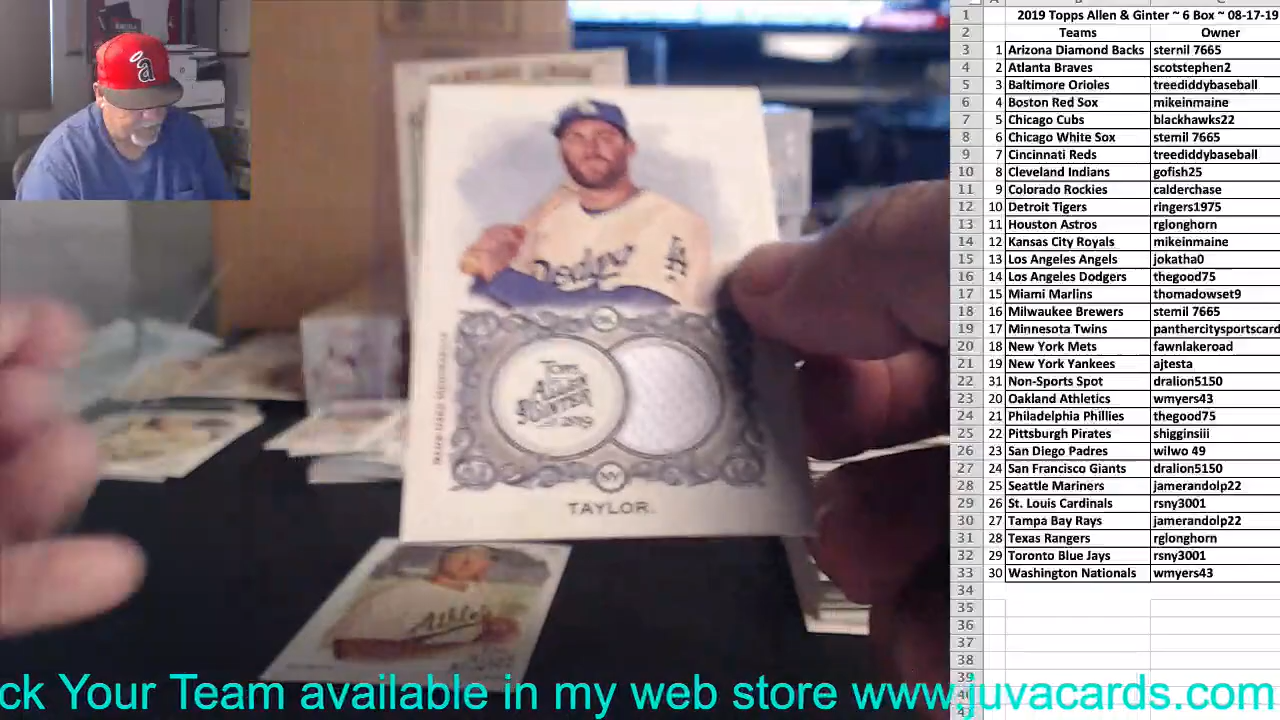 2019 Topps Allen & Ginter ~ 6 Box ~ 08-17-19
Teams Owner
1 Arizona Diamond Backs sternil 7665
2 Atlanta Braves scotstephen2
3 Baltimore Orioles treediddybaseball
4 Boston Red Sox mikeinmaine
5 Chicago Cubs blackhawks22
6 Chicago White Sox sternil 7665
7 Cincinnati Reds treediddybaseball
8 Cleveland Indians gofish25
9 Colorado Rockies calderchase
10 Detroit Tigers ringers1975
11 Houston Astros rglonghorn
12 Kansas City Royals mikeinmaine
13 Los Angeles Angels jokatha0
14 Los Angeles Dodgers thegood75
15 Miami Marlins thomadowset9
16 Milwaukee Brewers sternil 7665
17 Minnesota Twins panthercitysportscard
18 New York Mets fawnlakeroad
19 New York Yankees ajtesta
31 Non-Sports Spot dralion5150
20 Oakland Athletics wmyers43
21 Philadelphia Phillies thegood75
22 Pittsburgh Pirates shigginsiii
23 San Diego Padres wilwo 49
24 San Francisco Giants dralion5150
25 Seattle Mariners jamerandolp22
26 St. Louis Cardinals rsny3001
27 Tampa Bay Rays jamerandolp22
28 Texas Rangers rglonghorn
29 Toronto Blue Jays rsny3001
30 Washington Nationals wmyers43
a
Dodgers
LA
Topps
Allen
& Ginter
2019
TAYLOR.
Athletics
ck Your Team available in my web store www.juvacards.com